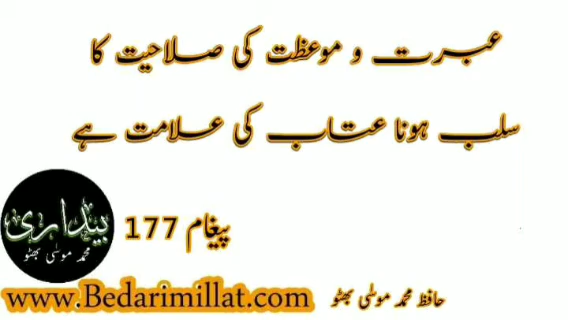 عبرت و موعظت کی صلاحیت کا
سلب ہونا عتاب کی علامت ہے
پیغام 177
بیداری
محمد موسیٰ بھٹو
حافظ محمد موسیٰ بھٹو
www.Bedarimillat.com